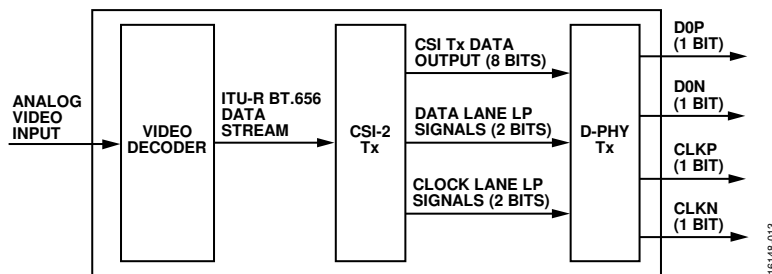 ANALOG
VIDEO
INPUT
VIDEO
DECODER
ITU-R BT.656
DATA
STREAM
CSI-2
Tx
CSI Tx DATA
OUTPUT (8 BITS)
DATA LANE LP
SIGNALS (2 BITS)
CLOCK LANE LP
SIGNALS (2 BITS)
D-PHY
Tx
D0P
(1 BIT)
D0N
(1 BIT)
CLKP
(1 BIT)
CLKN
(1 BIT)
16148-013